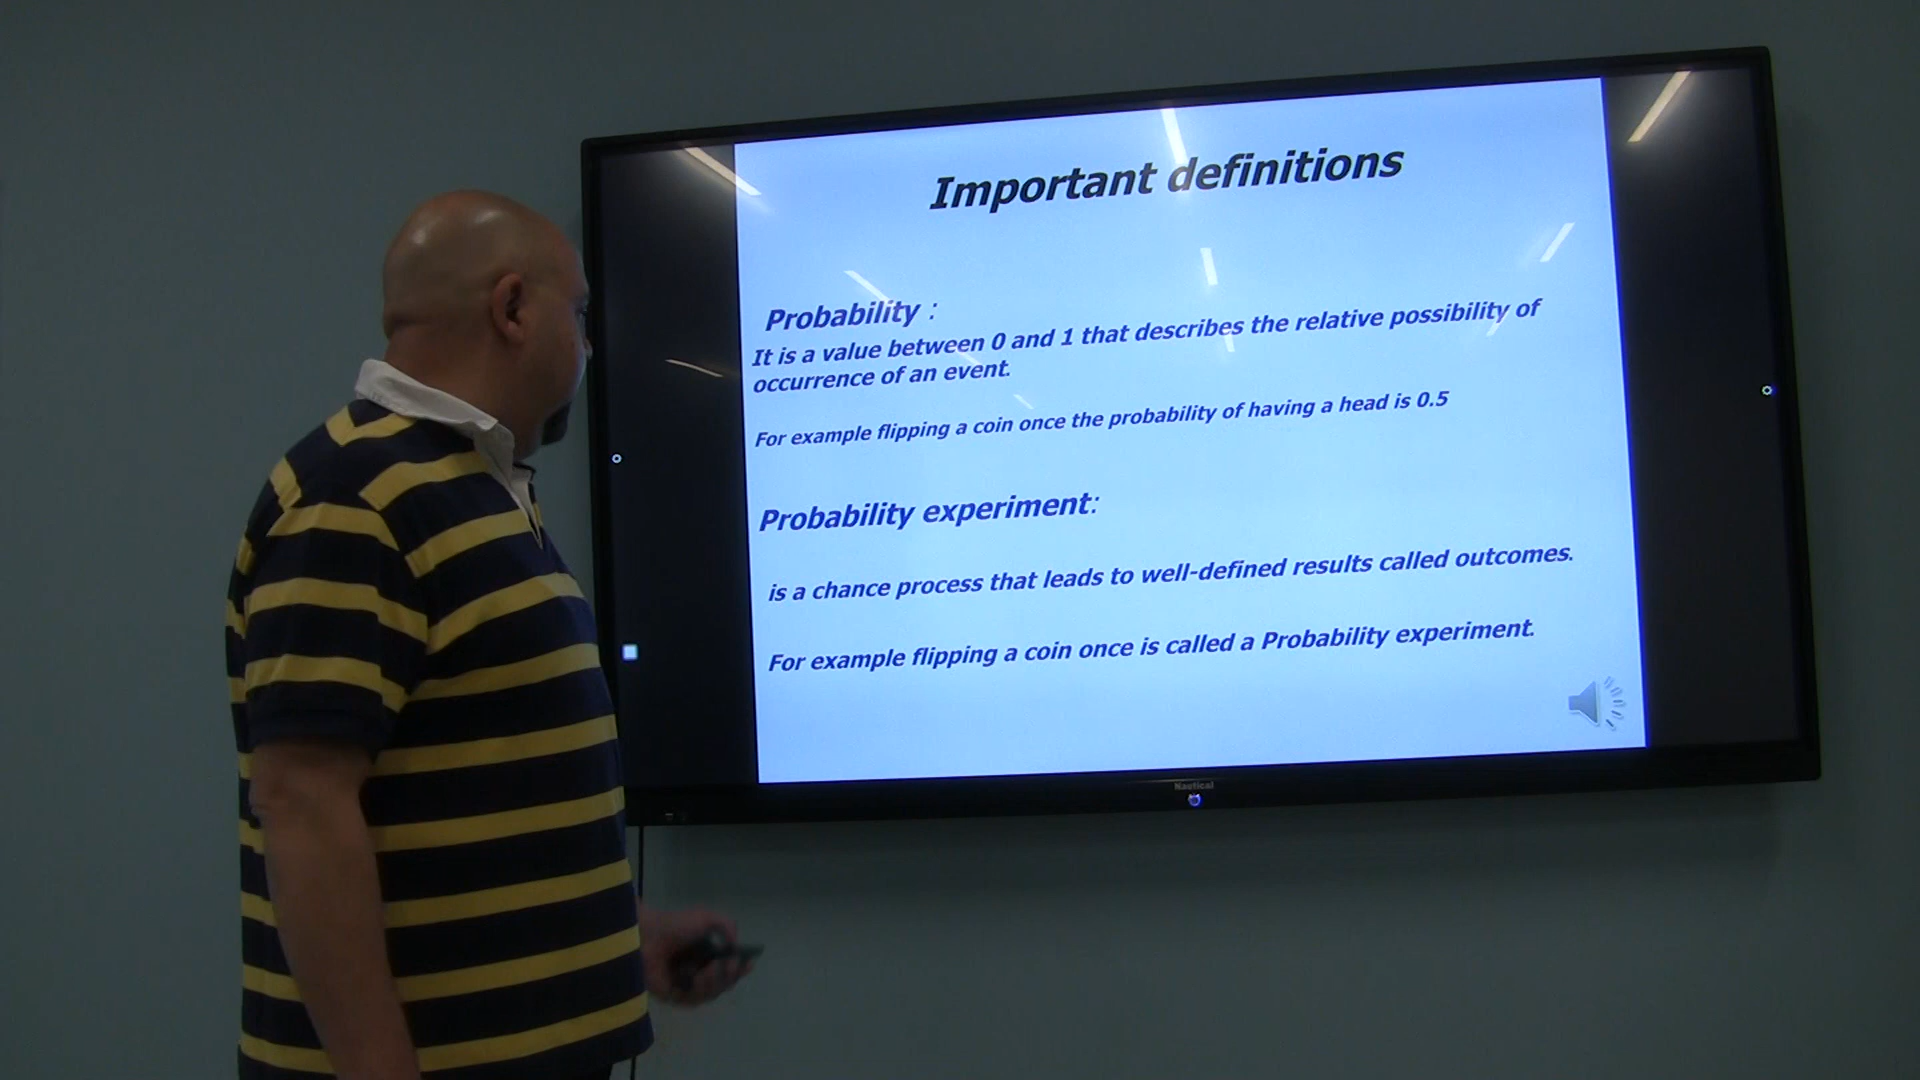 Important definitions
Probability :
It is a value between 0 and 1 that describes the relative possibility of
occurrence of an event.
For example flipping a coin once the probability of having a head is 0.5
Probability experiment:
is a chance process that leads to well-defined results called outcomes.
For example flipping a coin once is called a Probability experiment.
Nautical